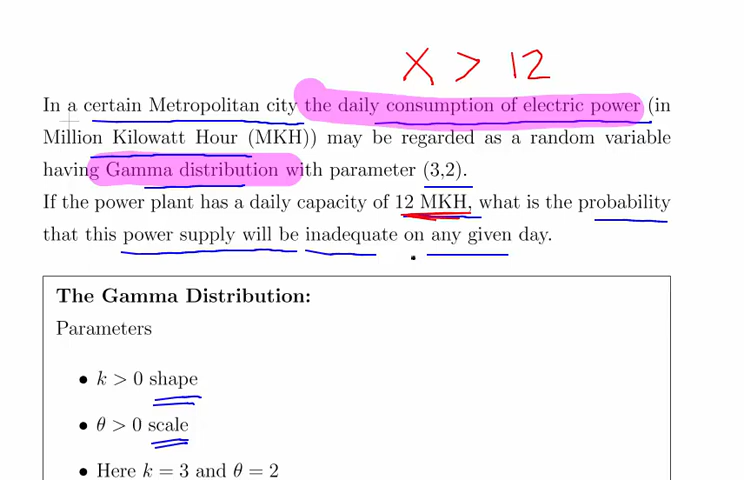 X > 12
In a certain Metropolitan city the daily consumption of electric power (in
Million Kilowatt Hour (MKH)) may be regarded as a random variable
having Gamma distribution with parameter (3,2).
If the power plant has a daily capacity of 12 MKH, what is the probability
that this power supply will be inadequate on any given day.
The Gamma Distribution:
Parameters
• k > 0 shape
• θ > 0 scale
• Here k = 3 and θ = 2